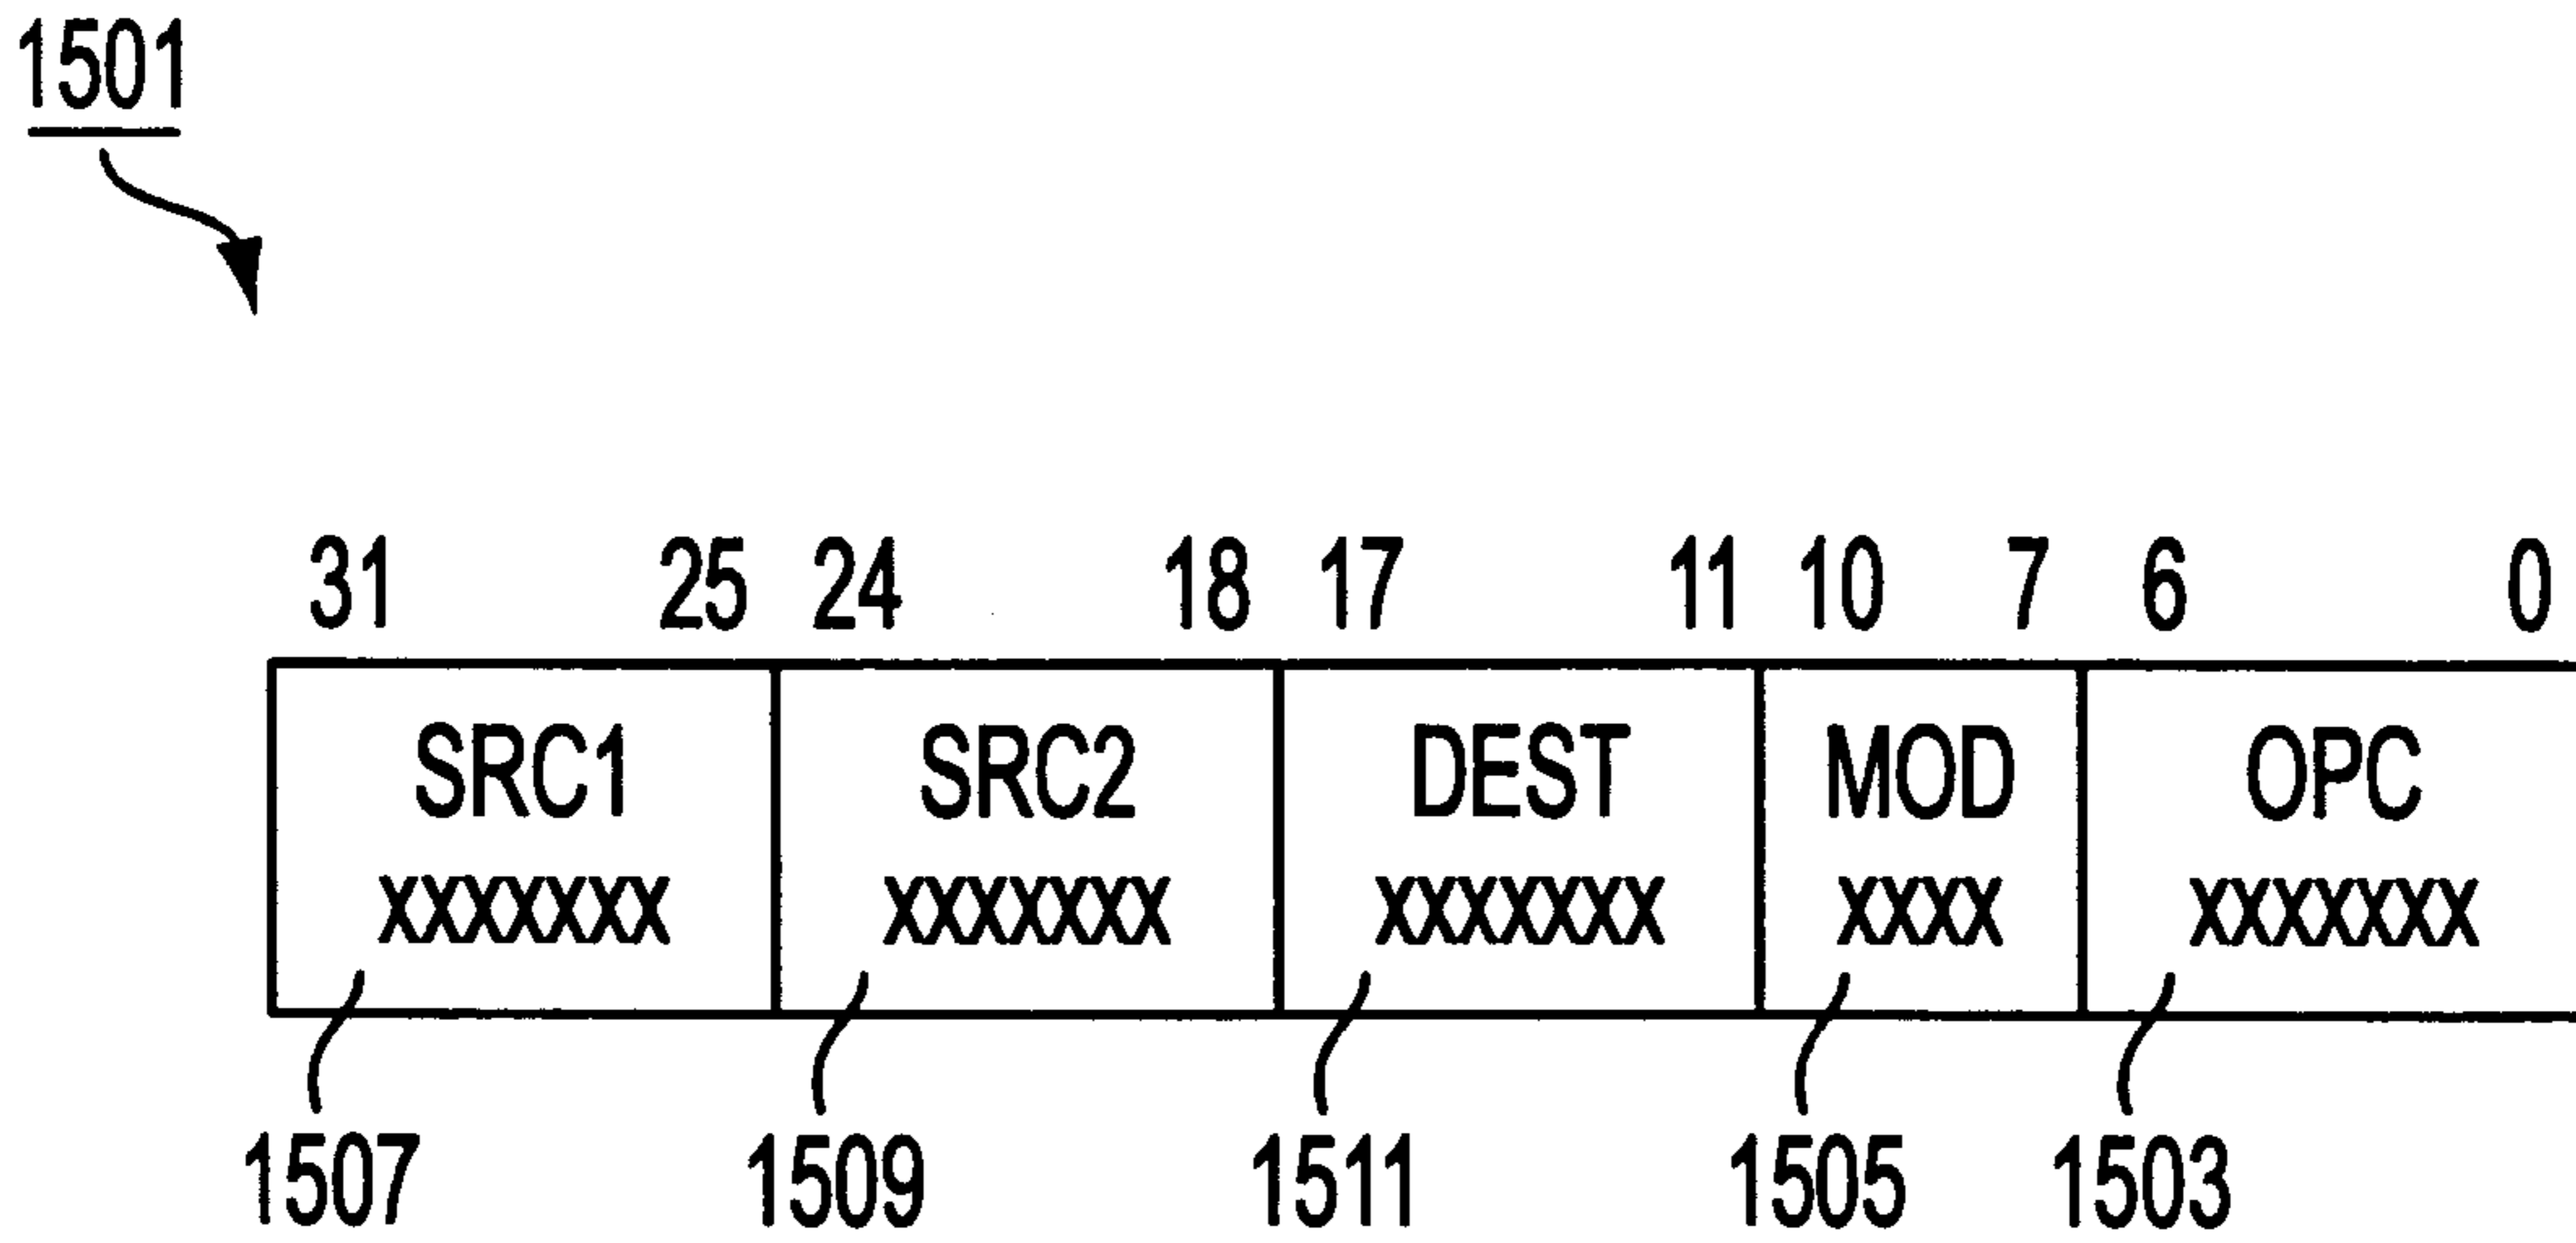 1501
31 25 24 18 17 11 10 7 6 0
SRC1 SRC2 DEST MOD OPC
XXXXXXX XXXXXXX XXXXXXX XXXX XXXXXXX
1507 1509 1511 1505 1503